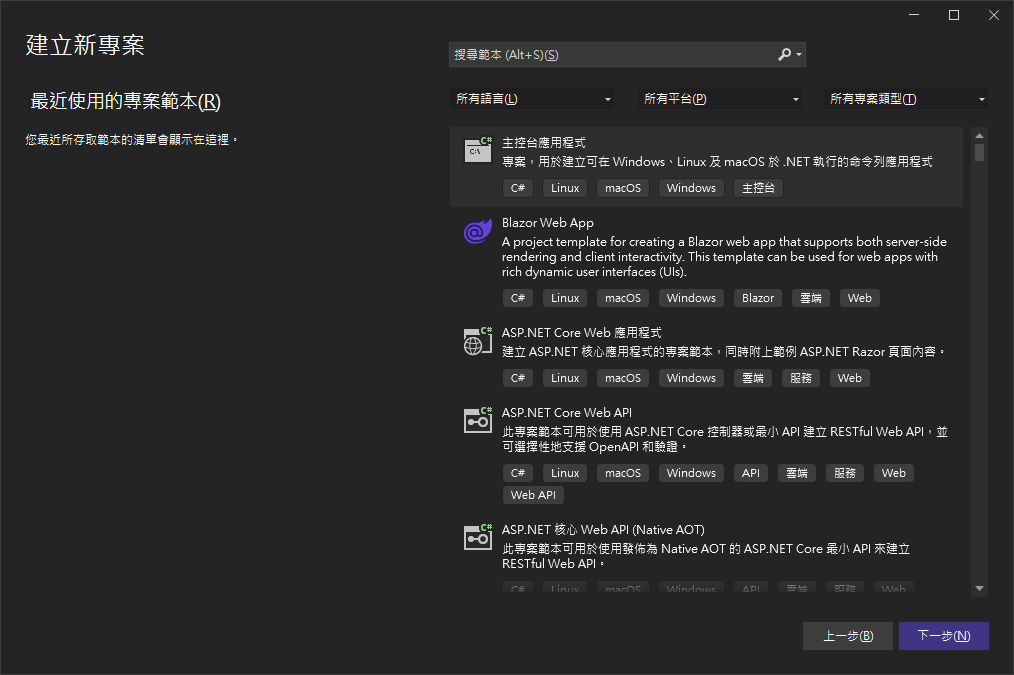 建立新專案
搜尋範本 (Alt+S)(S)
最近使用的專案範本(R)
所有語言(L)
所有平台(P)
所有專案類型(T)
您最近所存取範本的清單會顯示在這裡。
C#
C:\
主控台應用程式
專案，用於建立可在 Windows、Linux 及 macOS 於 .NET 執行的命令列應用程式
C# Linux macOS Windows 主控台
Blazor Web App
A project template for creating a Blazor web app that supports both server-side
rendering and client interactivity. This template can be used for web apps with
rich dynamic user interfaces (UIs).
C# Linux macOS Windows Blazor 雲端 Web
C#
ASP.NET Core Web 應用程式
建立 ASP.NET 核心應用程式的專案範本，同時附上範例 ASP.NET Razor 頁面內容。
C# Linux macOS Windows 雲端 服務 Web
C#
ASP.NET Core Web API
此專案範本可用於使用 ASP.NET Core 控制器或最小 API 建立 RESTful Web API，並
可選擇性地支援 OpenAPI 和驗證。
C# Linux macOS Windows API 雲端 服務 Web
Web API
C#
ASP.NET 核心 Web API (Native AOT)
此專案範本可用於使用發佈為 Native AOT 的 ASP.NET Core 最小 API 來建立
RESTful Web API。
C# Linux macOS Windows API 雲端 服務 Web
上一步(B)
下一步(N)